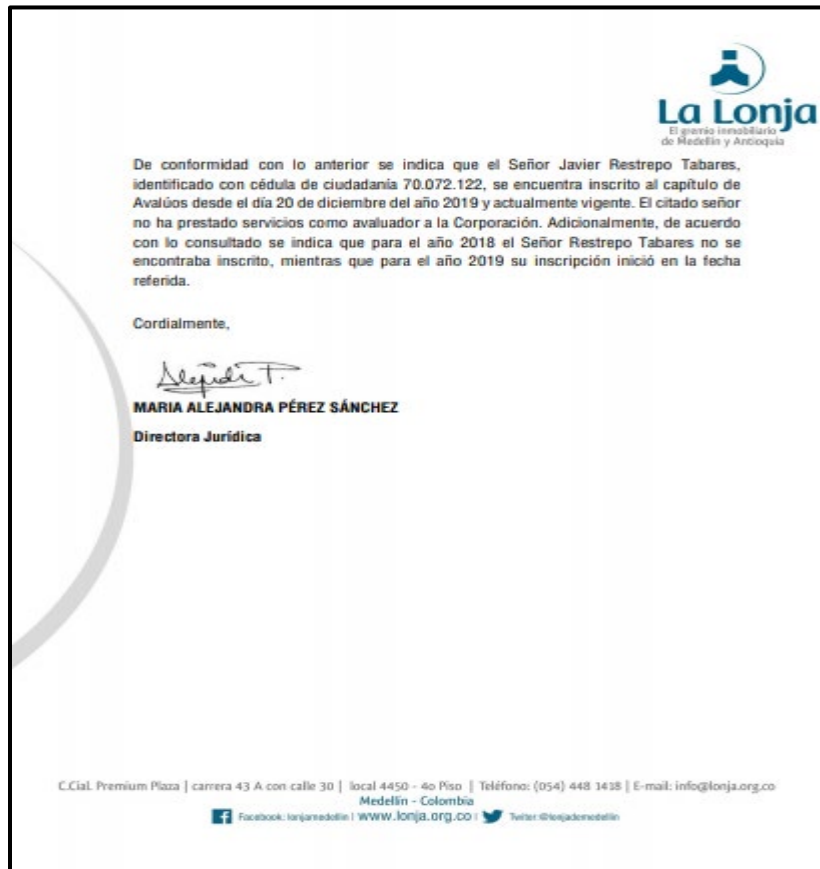 La Lonja
El gremio inmobiliario
de Medellín y Antioquia
De conformidad con lo anterior se indica que el Señor Javier Restrepo Tabares,
identificado con cédula de ciudadanía 70.072.122, se encuentra inscrito al capítulo de
Avalúos desde el día 20 de diciembre del año 2019 y actualmente vigente. El citado señor
no ha prestado servicios como avaluador a la Corporación. Adicionalmente, de acuerdo
con lo consultado se indica que para el año 2018 el Señor Restrepo Tabares no se
encontraba inscrito, mientras que para el año 2019 su inscripción inició en la fecha
referida.
Cordialmente,
MARIA ALEJANDRA PÉREZ SÁNCHEZ
Directora Jurídica
C.Cial. Premium Plaza | carrera 43 A con calle 30 | local 4450 - 4o Piso | Teléfono: (054) 448 1418 | E-mail: info@lonja.org.co
Medellín - Colombia
Facebook: lonjamedellin | www.lonja.org.co | Twiter @lonjademedellin